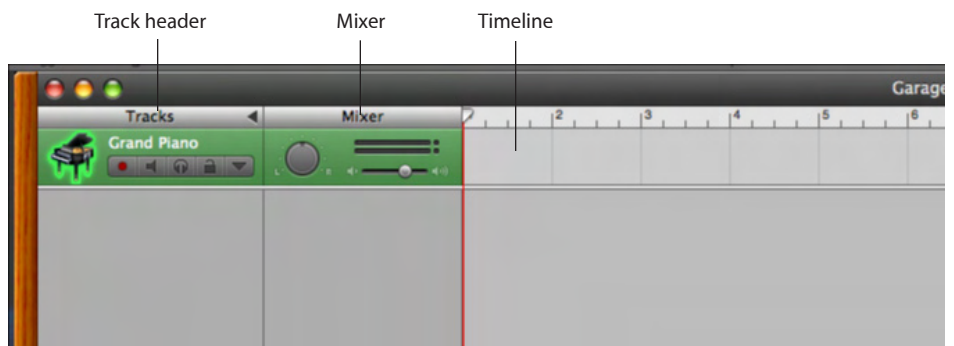 Track header Mixer Timeline
Garage
Tracks Mixer 2 3 4 5 6
Grand Piano
L R